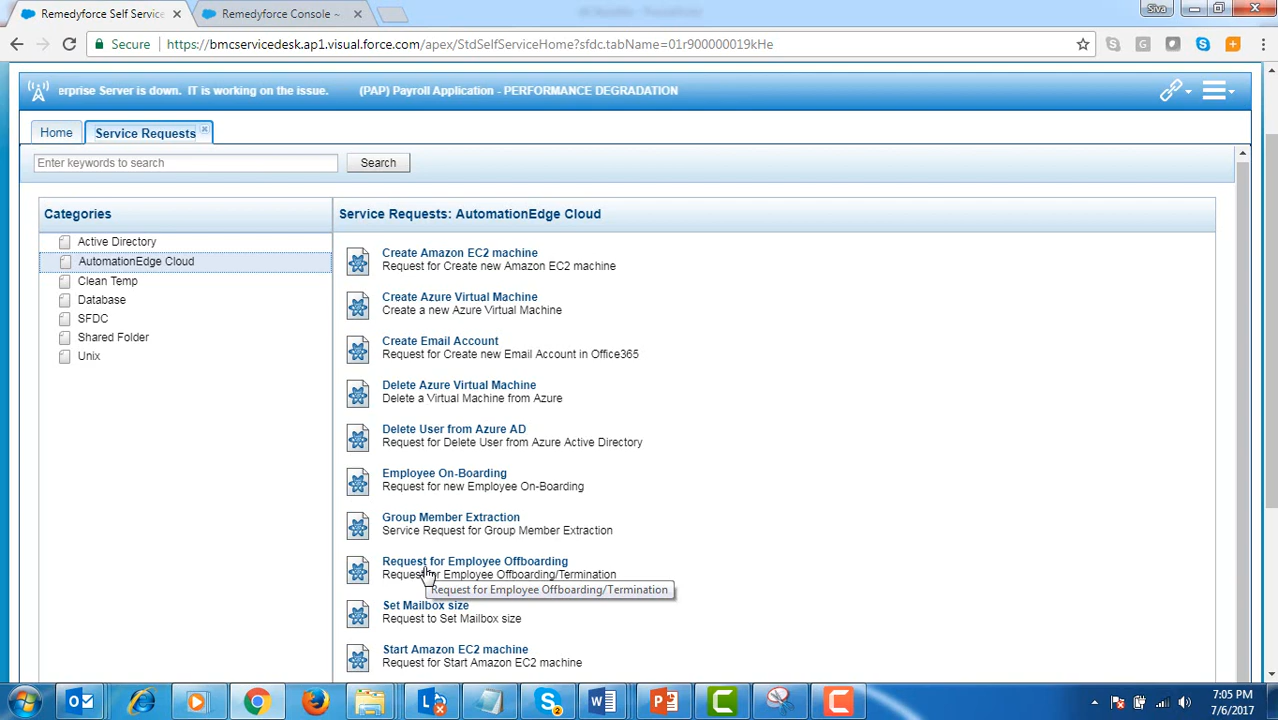 Remedyforce Self Service
Remedyforce Console ~
Siva
Secure
https://bmcservicedesk.ap1.visual.force.com/apex/StdSelfServiceHome?sfdc.tabName=01r900000019kHe
erprise Server is down. IT is working on the issue. (PAP) Payroll Application - PERFORMANCE DEGRADATION
Home
Service Requests
Enter keywords to search
Search
Categories
Active Directory
AutomationEdge Cloud
Clean Temp
Database
SFDC
Shared Folder
Unix
Service Requests: AutomationEdge Cloud
Create Amazon EC2 machine
Request for Create new Amazon EC2 machine
Create Azure Virtual Machine
Create a new Azure Virtual Machine
Create Email Account
Request for Create new Email Account in Office365
Delete Azure Virtual Machine
Delete a Virtual Machine from Azure
Delete User from Azure AD
Request for Delete User from Azure Active Directory
Employee On-Boarding
Request for new Employee On-Boarding
Group Member Extraction
Service Request for Group Member Extraction
Request for Employee Offboarding
Request for Employee Offboarding/Termination
Request for Employee Offboarding/Termination
Set Mailbox size
Request to Set Mailbox size
Start Amazon EC2 machine
Request for Start Amazon EC2 machine
7:05 PM
7/6/2017